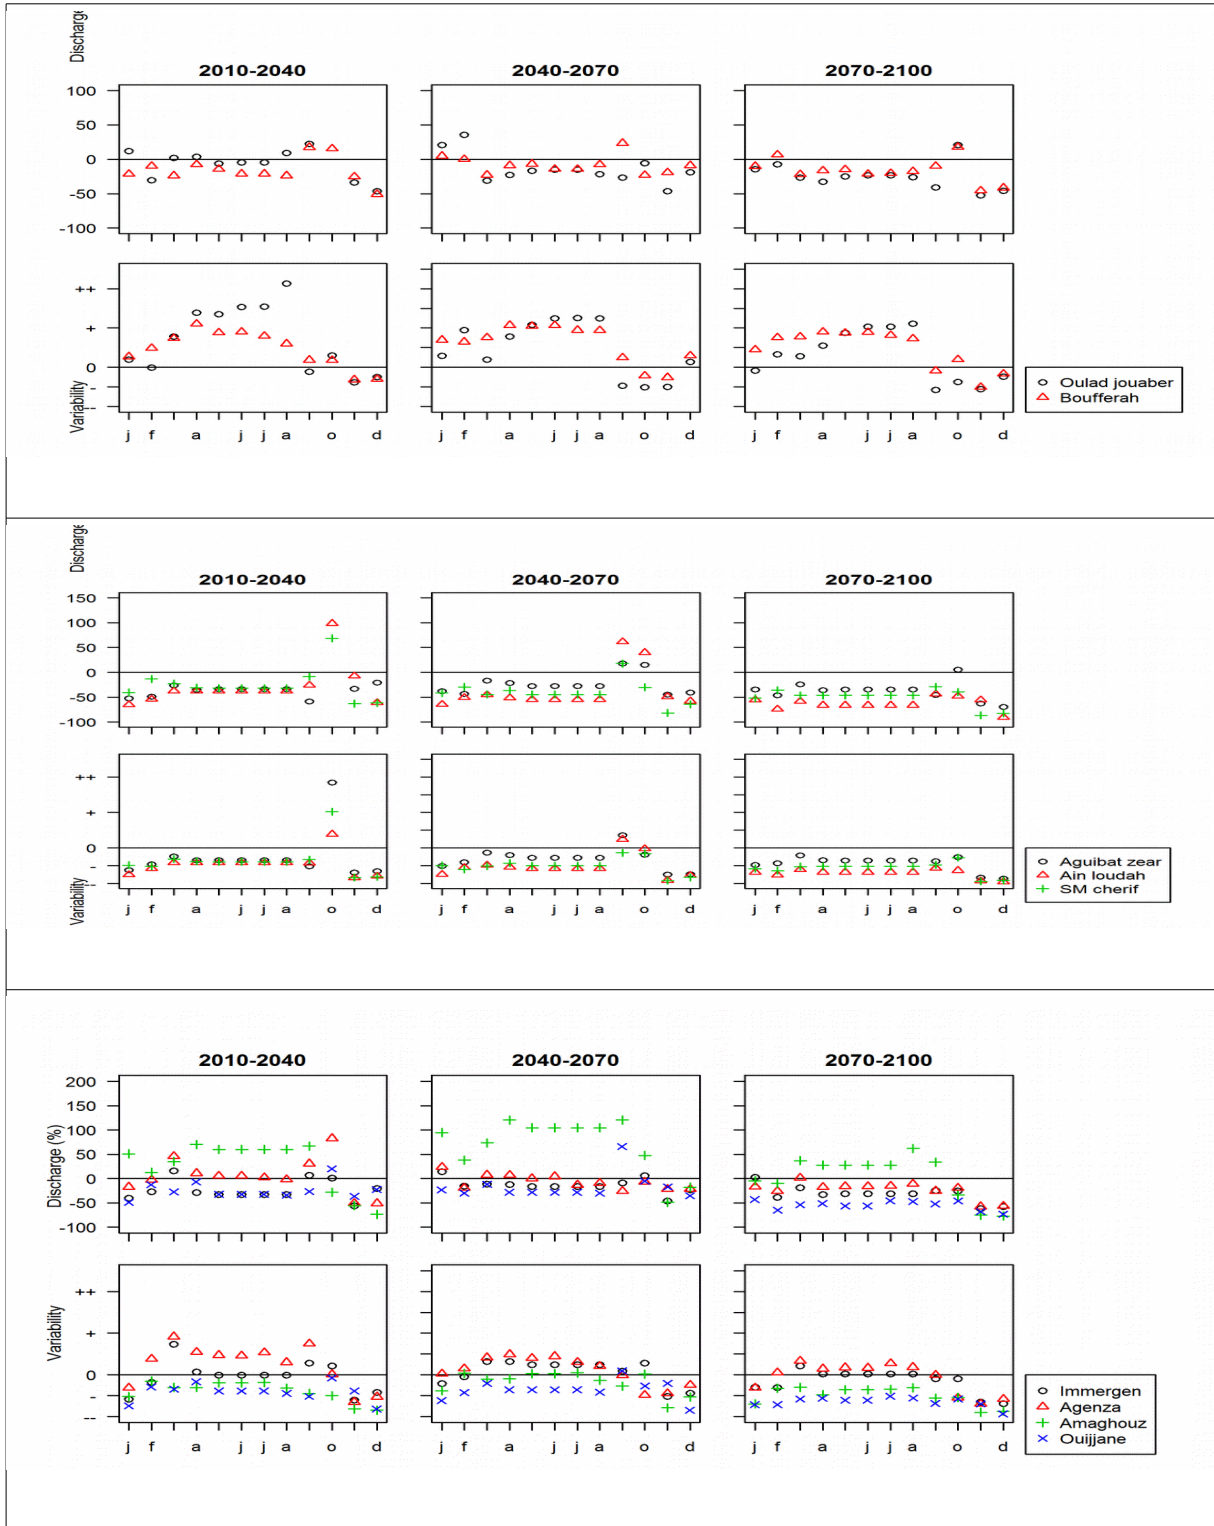 Discharge
2010-2040 2040-2070 2070-2100
100
50
0
-50
-100
++
+
0
-
--
Variability
j f a j j a o d j f a j j a o d j f a j j a o d
Oulad jouaber
Boufferah
Discharge
2010-2040 2040-2070 2070-2100
150
100
50
0
-50
-100
++
+
0
-
--
Variability
j f a j j a o d j f a j j a o d j f a j j a o d
Aguibat zear
Ain loudah
SM cherif
2010-2040 2040-2070 2070-2100
Discharge (%)
200
150
100
50
0
-50
-100
Variability
++
+
0
-
--
j f a j j a o d j f a j j a o d j f a j j a o d
Immergen
Agenza
Amaghouz
Ouijjane